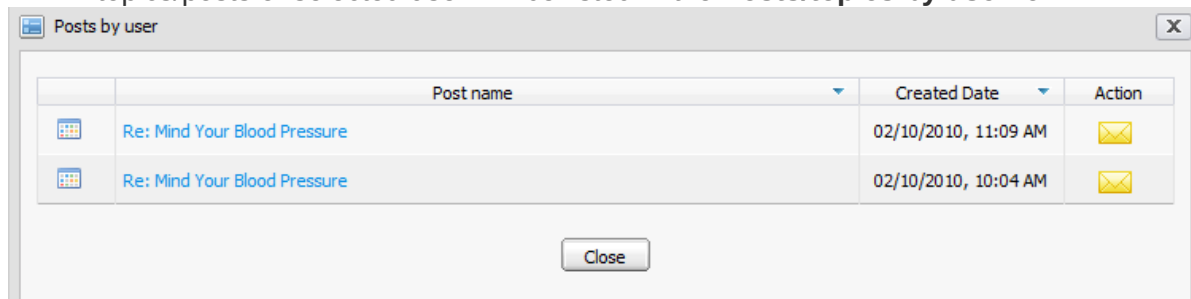 Posts by user
X
Post name Created Date Action
Re: Mind Your Blood Pressure 02/10/2010, 11:09 AM
Re: Mind Your Blood Pressure 02/10/2010, 10:04 AM
Close